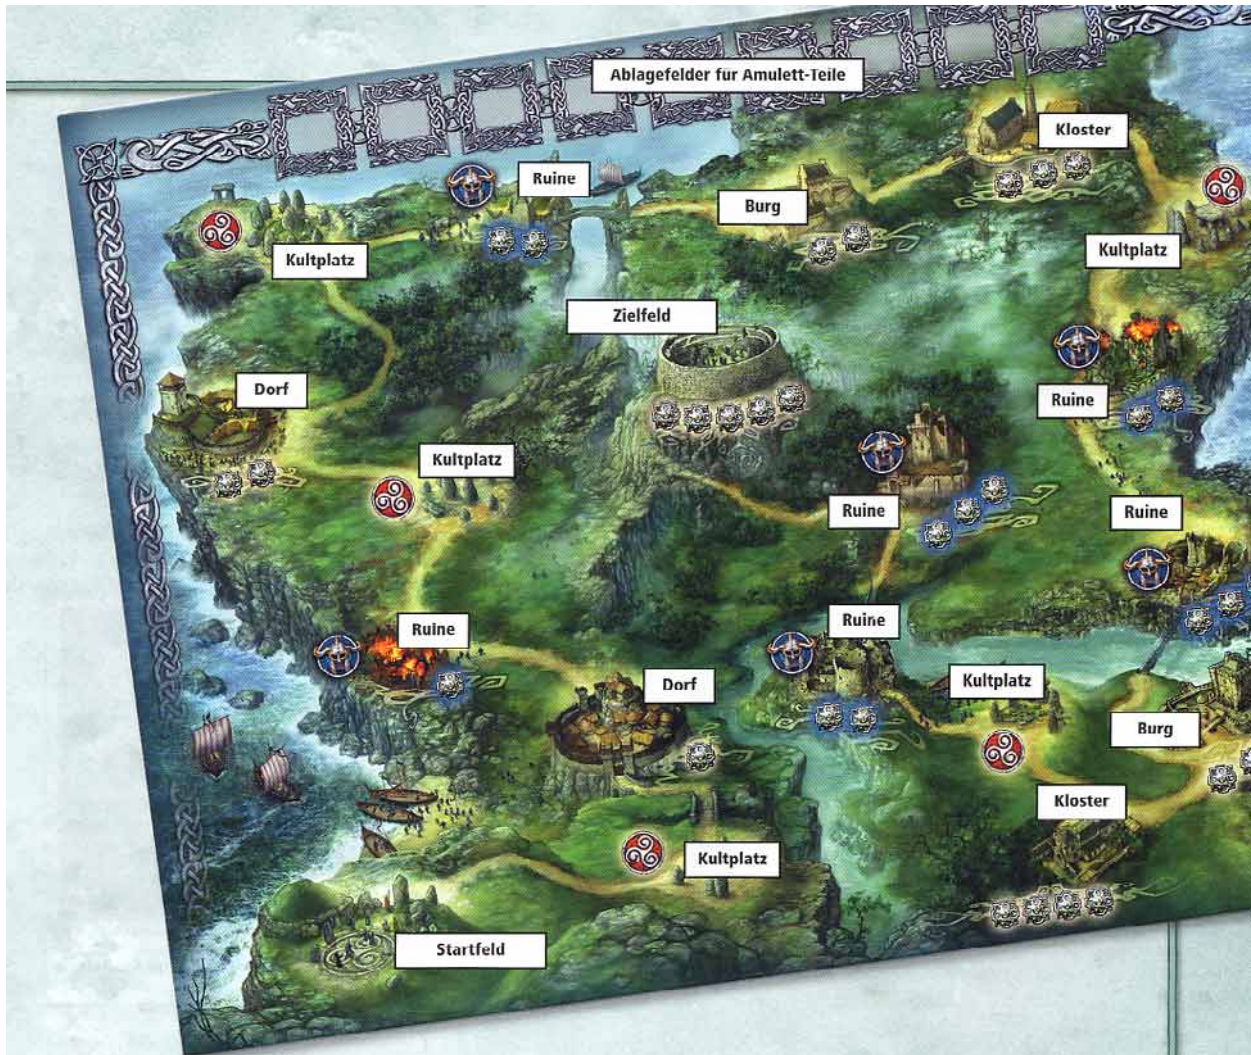 Ablagefelder für Amulett-Teile
Kloster
Ruine
Burg
Kultplatz
Kultplatz
Zielfeld
Dorf
Ruine
Kultplatz
Ruine
Ruine
Ruine
Ruine
Dorf
Kultplatz
Burg
Kloster
Kultplatz
Startfeld